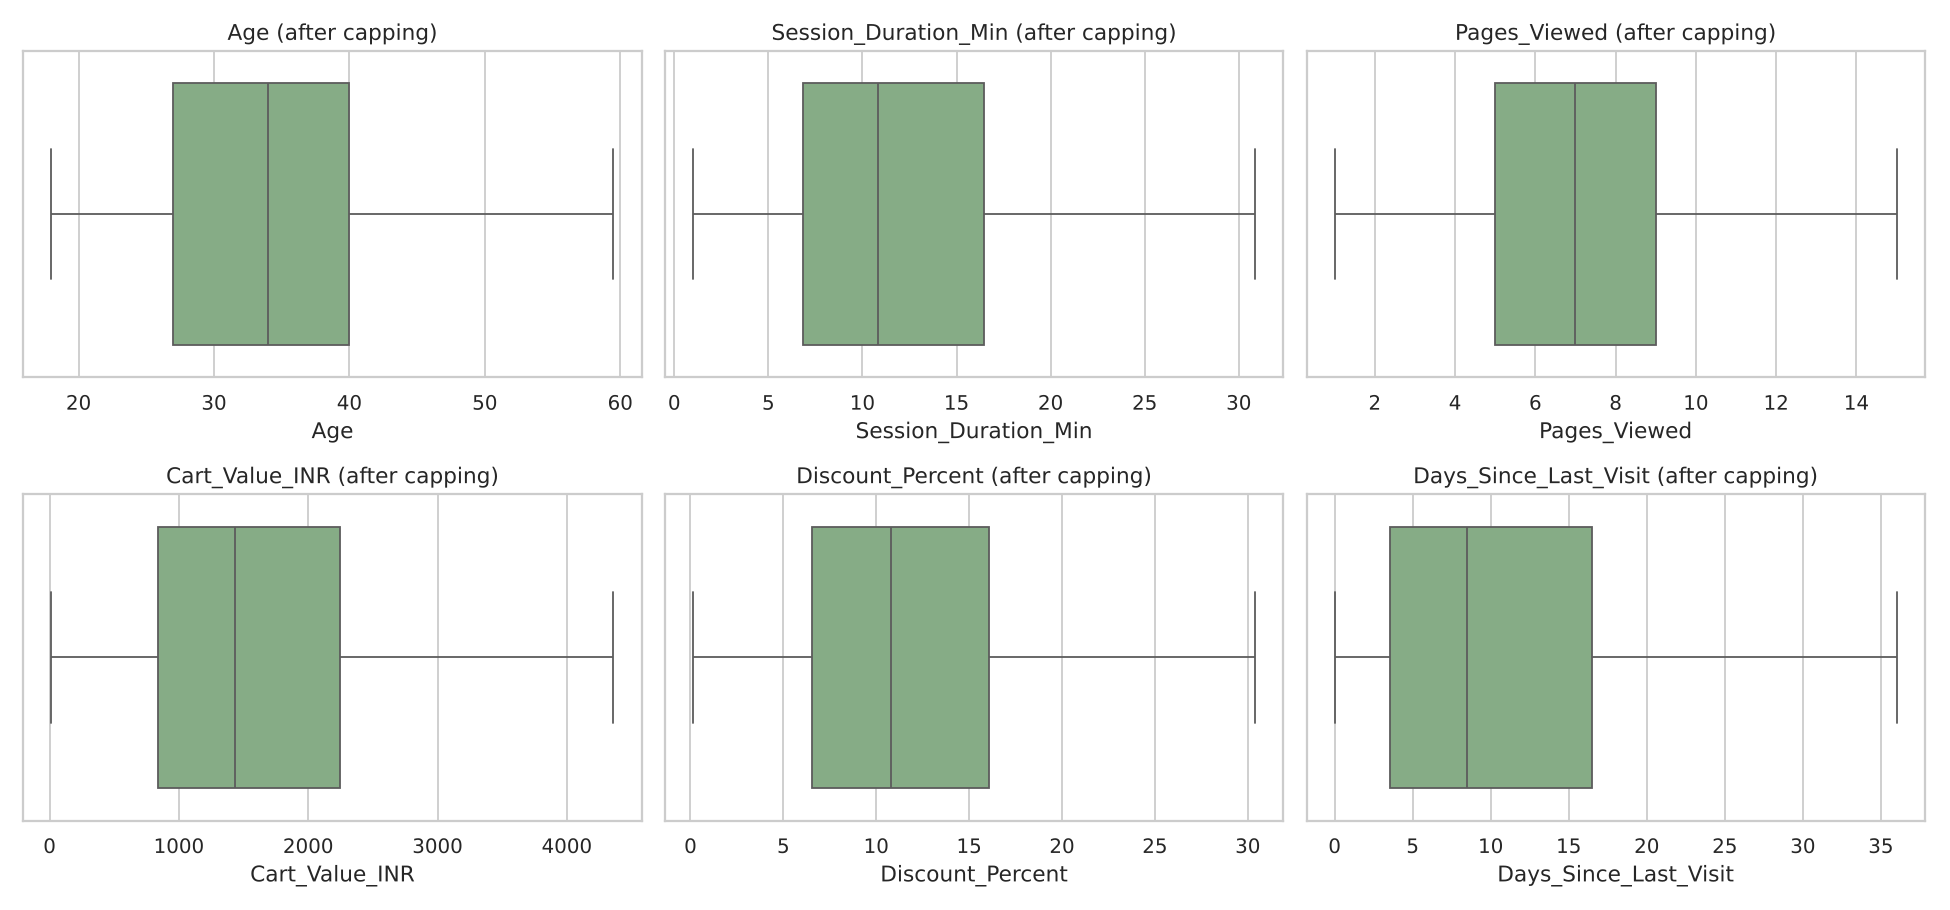 Age (after capping)
Session_Duration_Min (after capping)
Pages_Viewed (after capping)
20 30 40 50 60
0 5 10 15 20 25 30
2 4 6 8 10 12 14
Age
Session_Duration_Min
Pages_Viewed
Cart_Value_INR (after capping)
Discount_Percent (after capping)
Days_Since_Last_Visit (after capping)
0 1000 2000 3000 4000
0 5 10 15 20 25 30
0 5 10 15 20 25 30 35
Cart_Value_INR
Discount_Percent
Days_Since_Last_Visit